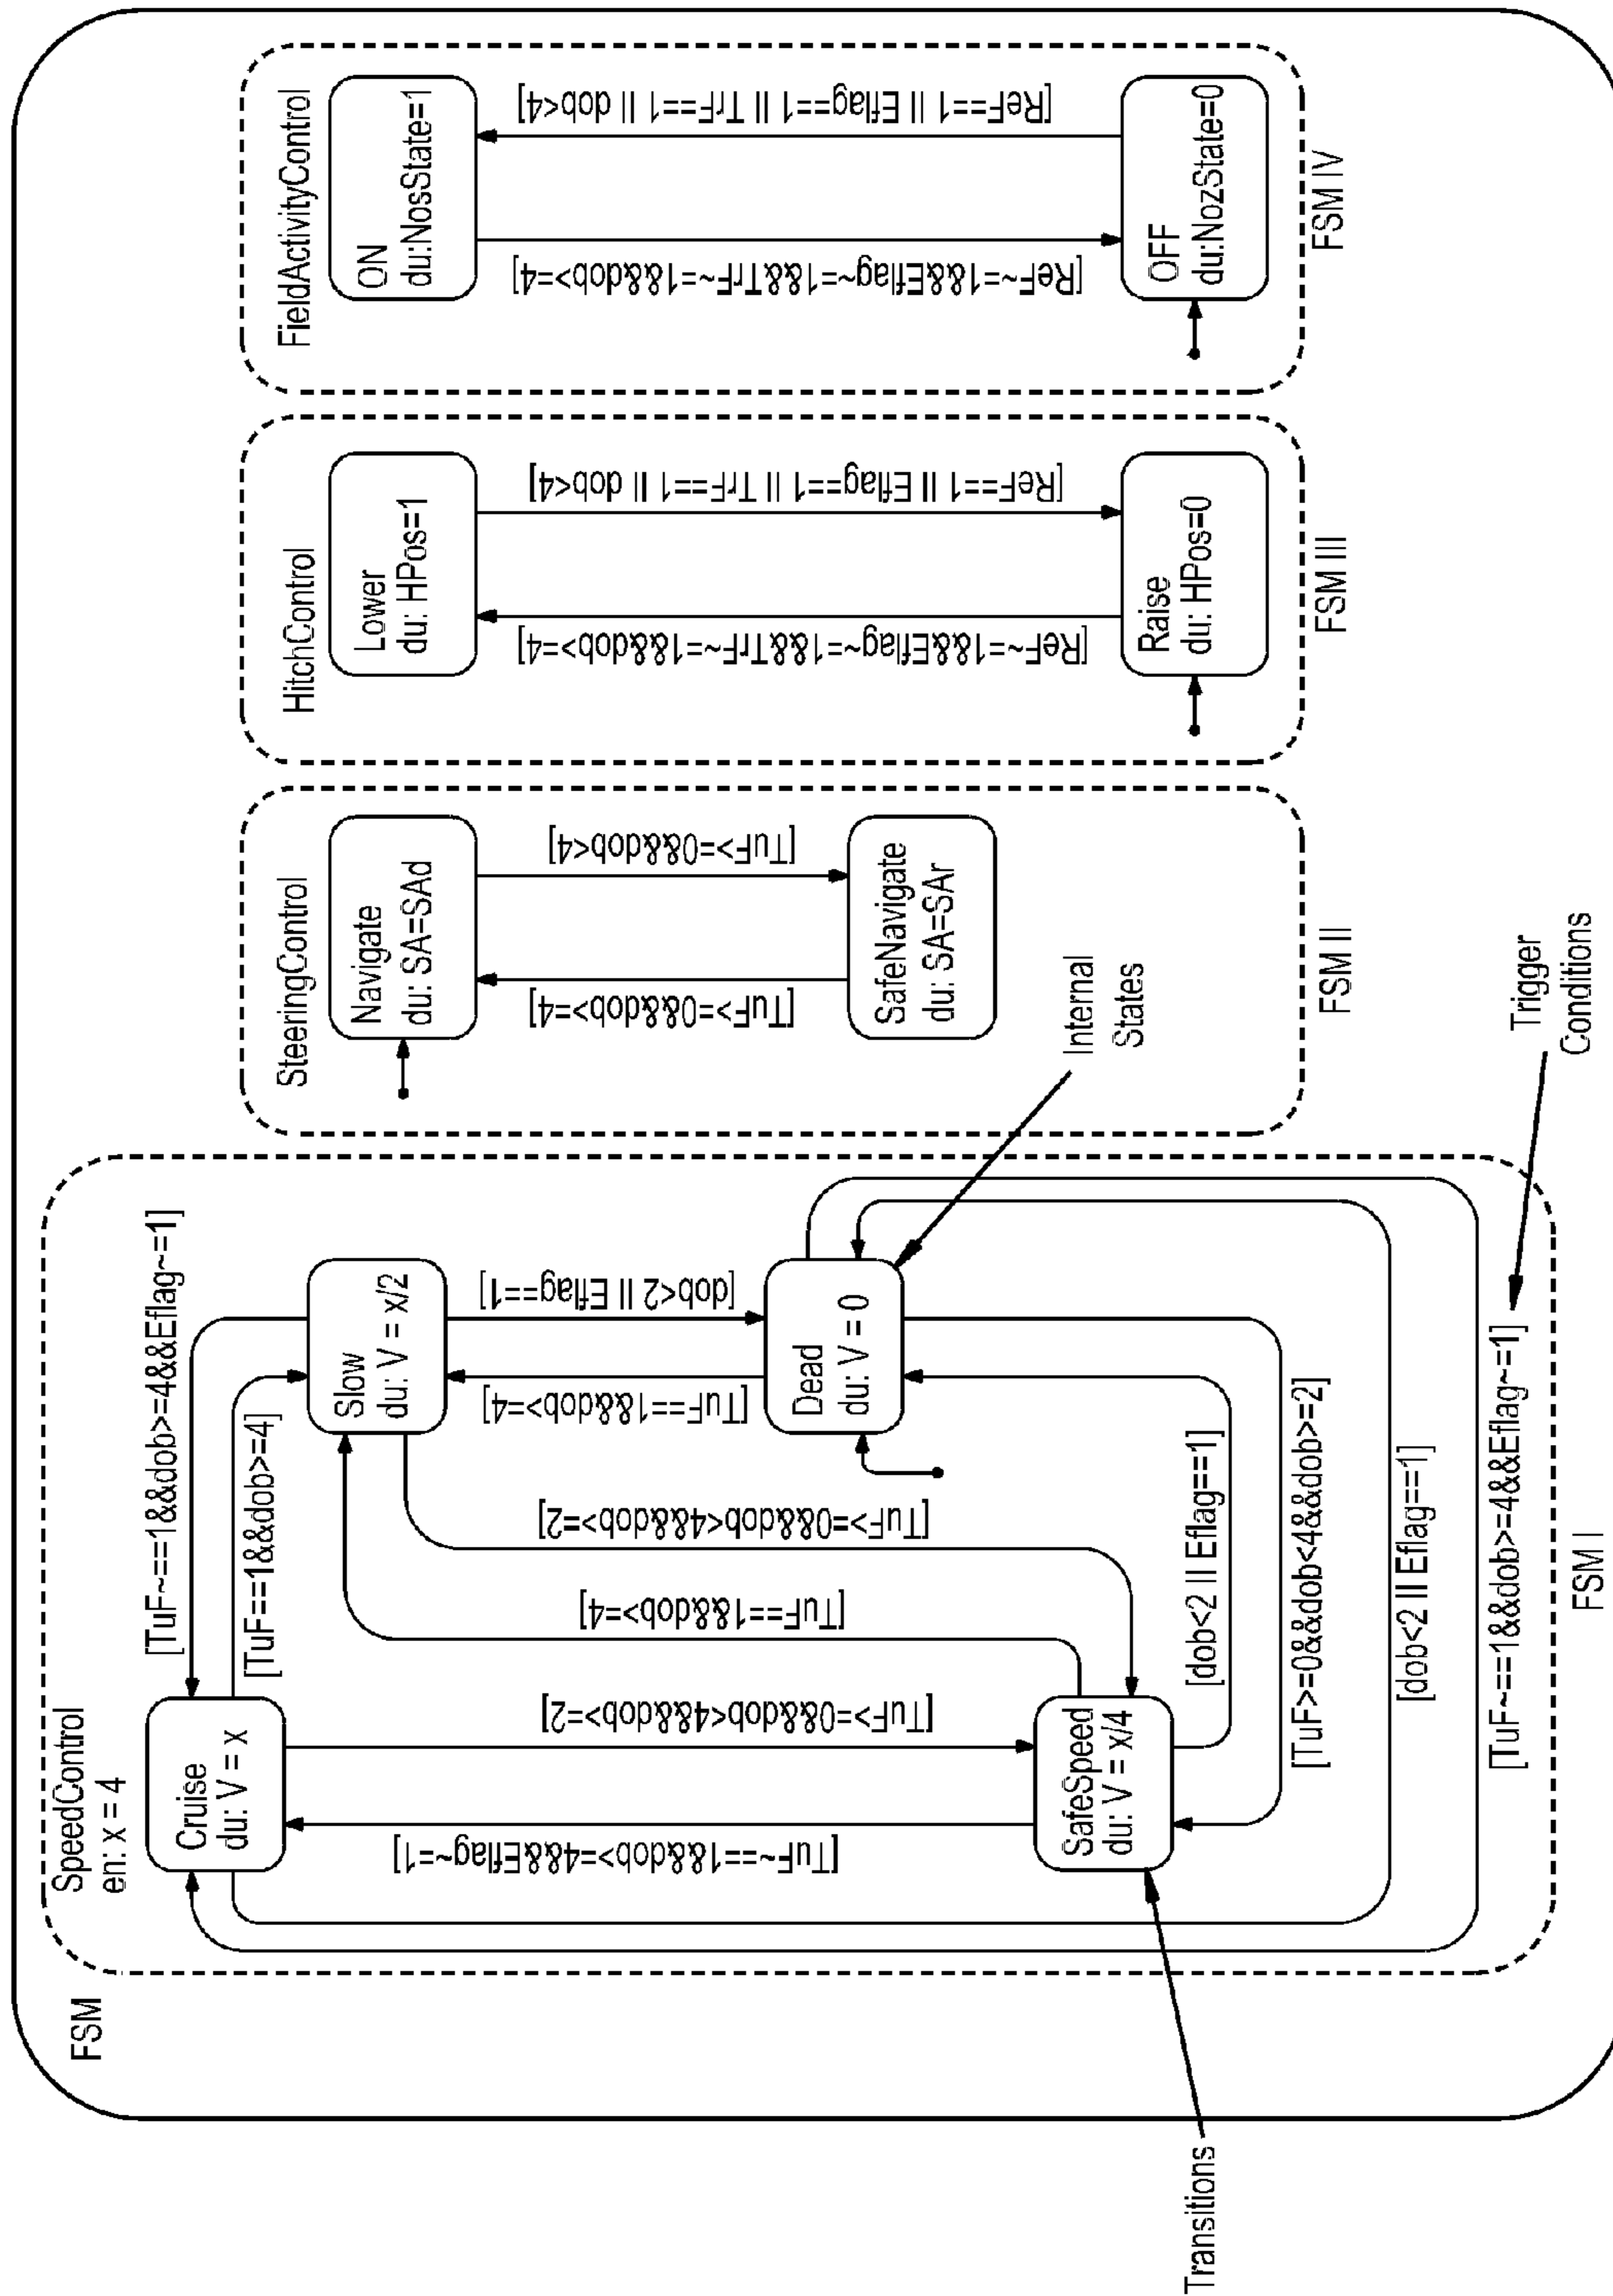 FSM
SpeedControl
en: x = 4
Cruise
du: V = x
[TuF~==1&&dob>=4&&Eflag~=1]
[TuF==1&&dob>=4]
Slow
du: V = x/2
[TuF~==1&&dob>=4&&Eflag~=1]
[TuF>=0&&dob<4&&dob>=2]
[TuF==1&&dob>=4]
[TuF>=0&&dob<4&&dob>=2]
[TuF==1&&dob>=4]
[dob<2 || Eflag==1]
SafeSpeed
du: V = x/4
Dead
du: V = 0
[dob<2 || Eflag==1]
[TuF>=0&&dob<4&&dob>=2]
[dob<2 || Eflag==1]
[TuF~==1&&dob>=4&&Eflag~=1]
FSM I
Transitions
Internal
States
Trigger
Conditions
SteeringControl
Navigate
du: SA=SAd
[TuF>=0&&dob>=4]
[TuF>=0&&dob<4]
SafeNavigate
du: SA=SAr
FSM II
HitchControl
Lower
du: HPos=1
[ReF~=1&&Eflag~=1&&TrF~=1&&dob>=4]
[ReF==1 || Eflag==1 || TrF==1 || dob<4]
Raise
du: HPos=0
FSM III
FieldActivityControl
ON
du:NosState=1
[ReF~=1&&Eflag~=1&&TrF~=1&&dob>=4]
[ReF==1 || Eflag==1 || TrF==1 || dob<4]
OFF
du:NozState=0
FSM IV